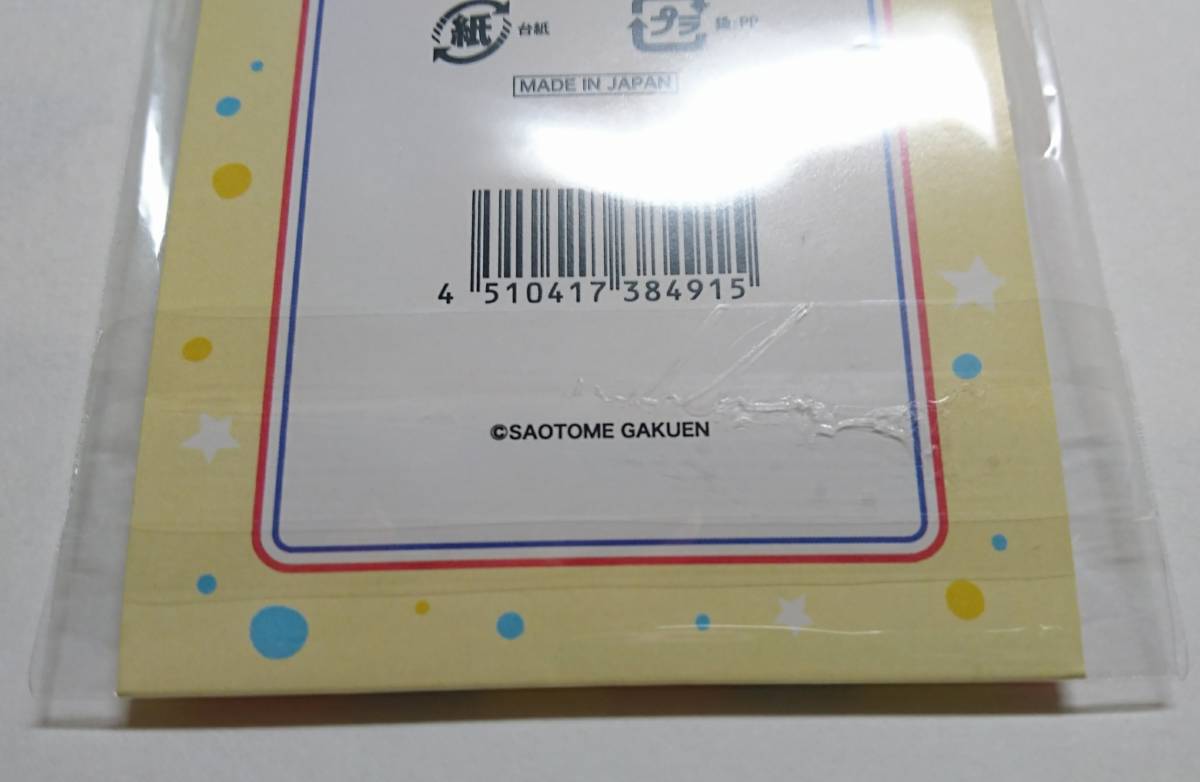 紙 台紙 プラ 袋:PP
MADE IN JAPAN
4 510417 384915
©SAOTOME GAKUEN